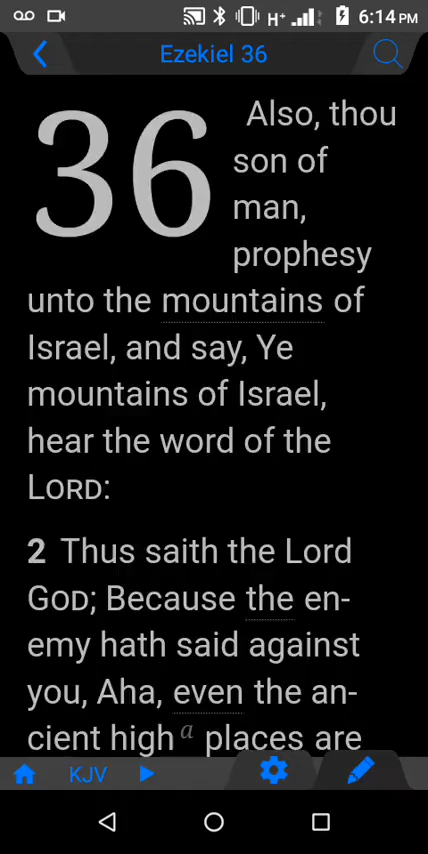 H+ 6:14 PM
Ezekiel 36
36 Also, thou
son of
man,
prophesy
unto the mountains of
Israel, and say, Ye
mountains of Israel,
hear the word of the
LORD:
2 Thus saith the Lord
GOD; Because the en-
emy hath said against
you, Aha, even the an-
cient high a places are
KJV